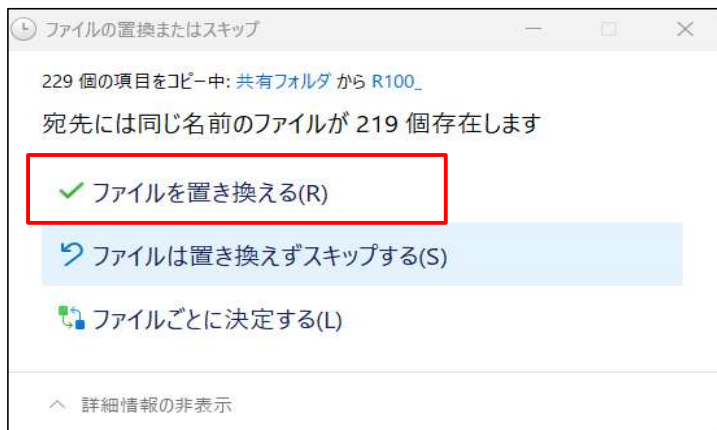 ファイルの置換またはスキップ
229 個の項目をコピー中: 共有フォルダ から R100_
宛先には同じ名前のファイルが 219 個存在します
ファイルを置き換える(R)
ファイルは置き換えずスキップする(S)
ファイルごとに決定する(L)
詳細情報の非表示